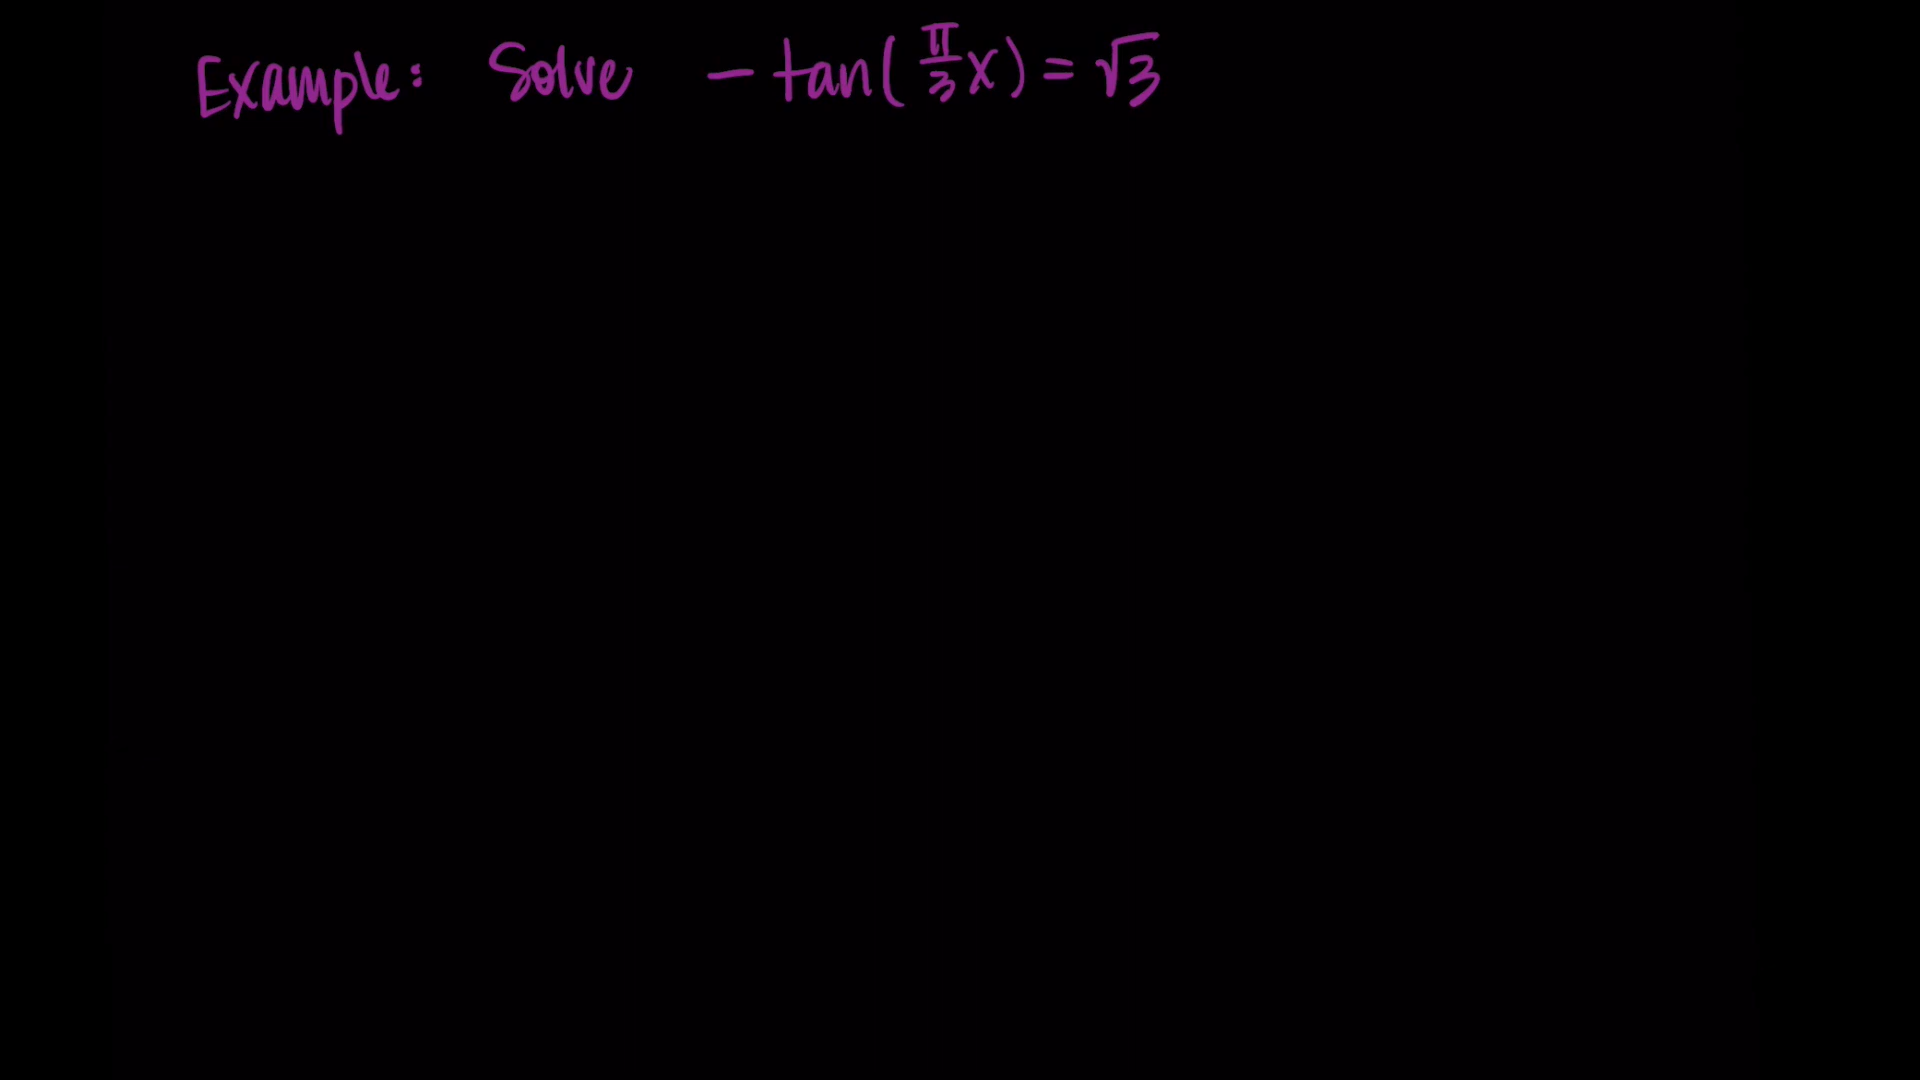 Example: Solve - tan(π/3 x) = √3